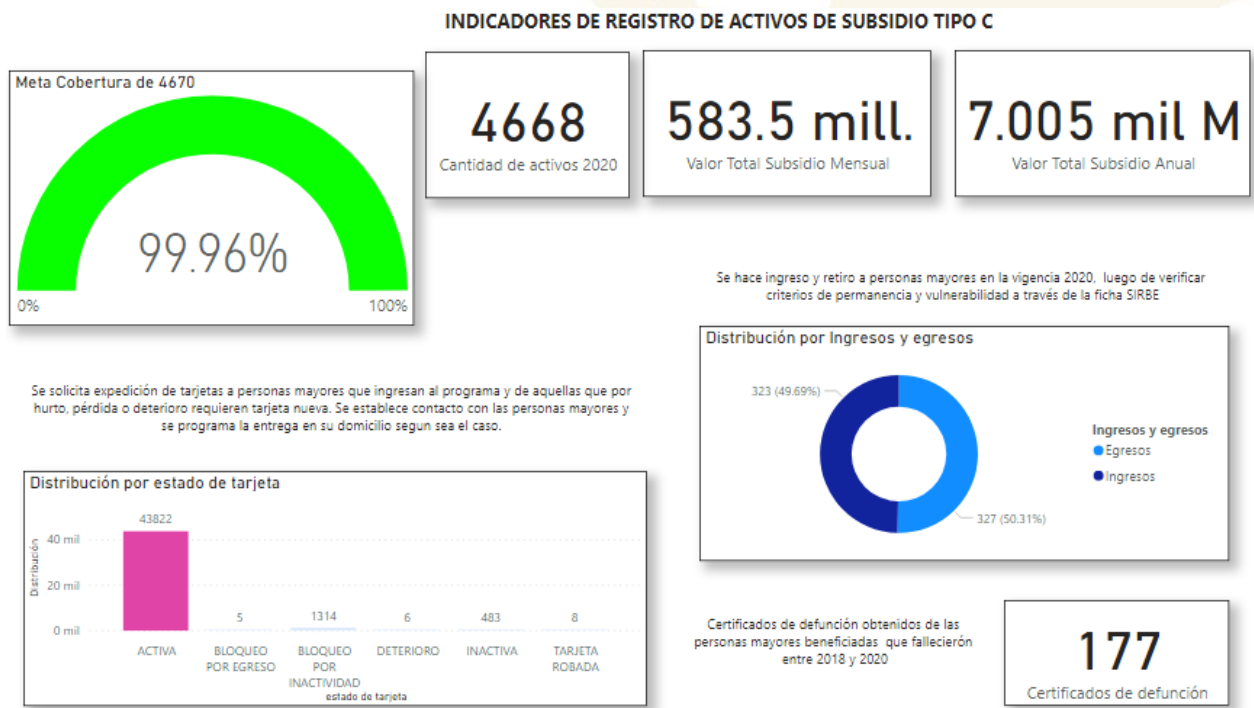 INDICADORES DE REGISTRO DE ACTIVOS DE SUBSIDIO TIPO C
Meta Cobertura de 4670
99.96%
0%
100%
4668
Cantidad de activos 2020
583.5 mill.
Valor Total Subsidio Mensual
7.005 mil M
Valor Total Subsidio Anual
Se hace ingreso y retiro a personas mayores en la vigencia 2020, luego de verificar
criterios de permanencia y vulnerabilidad a través de la ficha SIRBE
Distribución por Ingresos y egresos
323 (49.69%)
327 (50.31%)
Ingresos y egresos
Egresos
Ingresos
Se solicita expedición de tarjetas a personas mayores que ingresan al programa y de aquellas que por
hurto, pérdida o deterioro requieren tarjeta nueva. Se establece contacto con las personas mayores y
se programa la entrega en su domicilio segun sea el caso.
Distribución por estado de tarjeta
Distribución
40 mil
20 mil
0 mil
43822
5
1314
6
483
8
ACTIVA
BLOQUEO
POR EGRESO
BLOQUEO
POR
INACTIVIDAD
DETERIORO
INACTIVA
TARJETA
ROBADA
estado de tarjeta
Certificados de defunción obtenidos de las
personas mayores beneficiadas que fallecierón
entre 2018 y 2020
177
Certificados de defunción